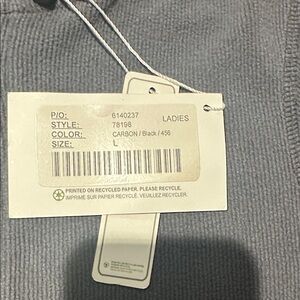 P/O: 6140237 LADIES
STYLE: 78198
COLOR: CARBON / Black / 456
SIZE: L
PRINTED ON RECYCLED PAPER. PLEASE RECYCLE.
IMPRIMÉ SUR PAPIER RECYCLÉ. VEUILLEZ RECYCLER.